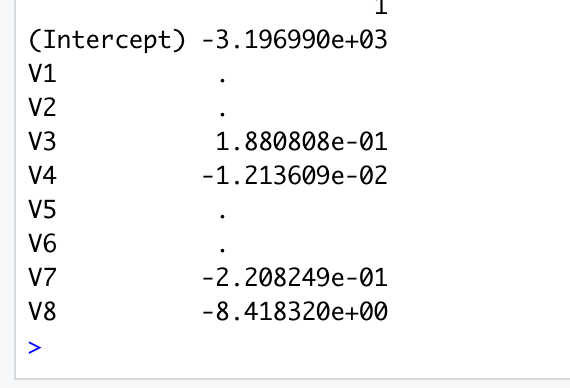 1
(Intercept) -3.196990e+03
V1 .
V2 .
V3 1.880808e-01
V4 -1.213609e-02
V5 .
V6 .
V7 -2.208249e-01
V8 -8.418320e+00
>